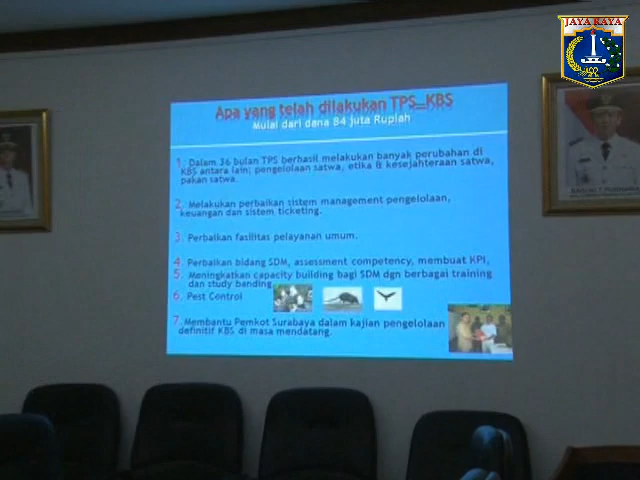 JAYA RAYA
Apa yang telah dilakukan TPS_KBS
Mulai dari dana 84 juta Rupiah
1. Dalam 36 bulan TPS berhasil melakukan banyak perubahan di
KBS antara lain; pengelolaan satwa, etika & kesejahteraan satwa,
pakan satwa.
2. Melakukan perbaikan sistem management pengelolaan,
keuangan dan sistem ticketing.
3. Perbaikan fasilitas pelayanan umum.
4. Perbaikan bidang SDM, assessment competency, membuat KPI,
5. Meningkatkan capacity building bagi SDM dgn berbagai training
dan study banding
6. Pest Control
7. Membantu Pemkot Surabaya dalam kajian pengelolaan
definitif KBS di masa mendatang.